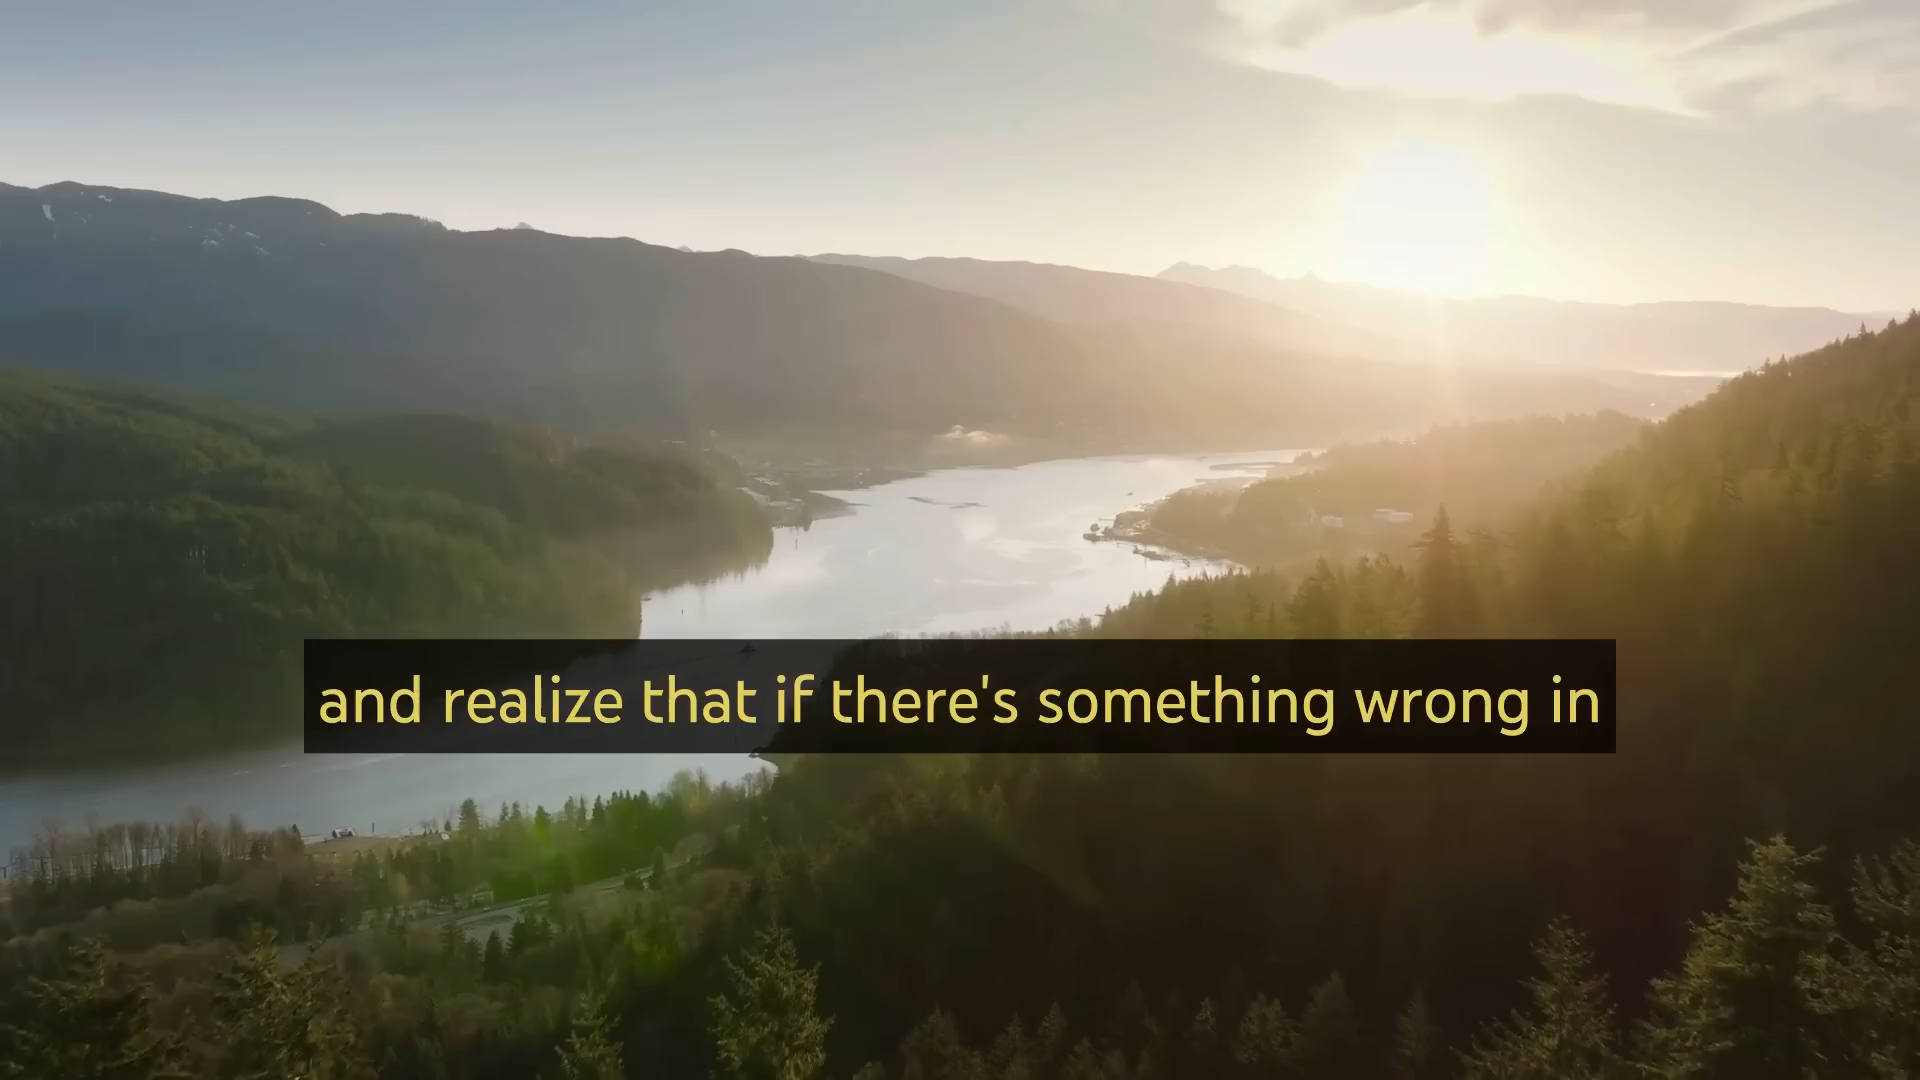 and realize that if there's something wrong in